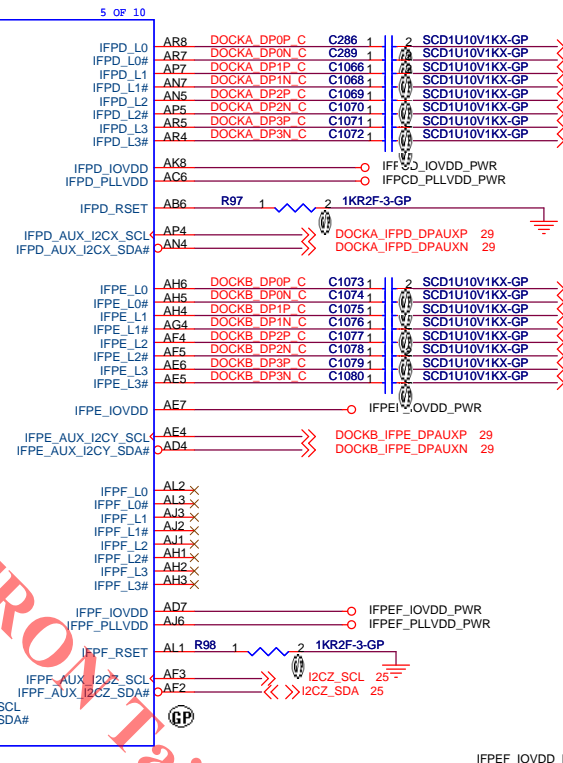 5 OF 10
IFPD_L0 AR8 DOCKA_DP0P_C C286 1 2 SCD1U10V1KX-GP
IFPD_L0# AR7 DOCKA_DP0N_C C289 1 SCD1U10V1KX-GP
IFPD_L1 AP7 DOCKA_DP1P_C C1066 1 SCD1U10V1KX-GP
IFPD_L1# AN7 DOCKA_DP1N_C C1068 1 SCD1U10V1KX-GP
IFPD_L2 AN5 DOCKA_DP2P_C C1069 1 SCD1U10V1KX-GP
IFPD_L2# AP5 DOCKA_DP2N_C C1070 1 SCD1U10V1KX-GP
IFPD_L3 AR5 DOCKA_DP3P_C C1071 1 SCD1U10V1KX-GP
IFPD_L3# AR4 DOCKA_DP3N_C C1072 1 SCD1U10V1KX-GP
IFPD_IOVDD AK8
IFPD_PLLVDD AC6 IFPCD_PLLVDD_PWR
IFPD_RSET AB6 R97 1 2 1KR2F-3-GP
IFPD_AUX_I2CX_SCL AP4 DOCKA_IFPD_DPAUXP 29
IFPD_AUX_I2CX_SDA# AN4 DOCKA_IFPD_DPAUXN 29
IFPE_L0 AH6 DOCKB_DP0P_C C1073 1 2 SCD1U10V1KX-GP
IFPE_L0# AH5 DOCKB_DP0N_C C1074 1 SCD1U10V1KX-GP
IFPE_L1 AH4 DOCKB_DP1P_C C1075 1 SCD1U10V1KX-GP
IFPE_L1# AG4 DOCKB_DP1N_C C1076 1 SCD1U10V1KX-GP
IFPE_L2 AF4 DOCKB_DP2P_C C1077 1 SCD1U10V1KX-GP
IFPE_L2# AF5 DOCKB_DP2N_C C1078 1 SCD1U10V1KX-GP
IFPE_L3 AE6 DOCKB_DP3P_C C1079 1 SCD1U10V1KX-GP
IFPE_L3# AE5 DOCKB_DP3N_C C1080 1 SCD1U10V1KX-GP
IFPE_IOVDD AE7
IFPE_AUX_I2CY_SCL AE4 DOCKB_IFPE_DPAUXP 29
IFPE_AUX_I2CY_SDA# AD4 DOCKB_IFPE_DPAUXN 29
IFPF_L0 AL2
IFPF_L0# AL3
IFPF_L1 AJ3
IFPF_L1# AJ2
IFPF_L2 AJ1
IFPF_L2# AH1
IFPF_L3 AH2
IFPF_L3# AH3
IFPF_IOVDD AD7 IFPEF_IOVDD_PWR
IFPF_PLLVDD AJ6 IFPEF_PLLVDD_PWR
IFPF_RSET AL1 R98 1 2 1KR2F-3-GP
IFPF_AUX_I2CZ_SCL AF3 I2CZ_SCL 25
IFPF_AUX_I2CZ_SDA# AF2 I2CZ_SDA 25
SCL
SDA#
GP
RON Tai
IFPEF_IOVDD